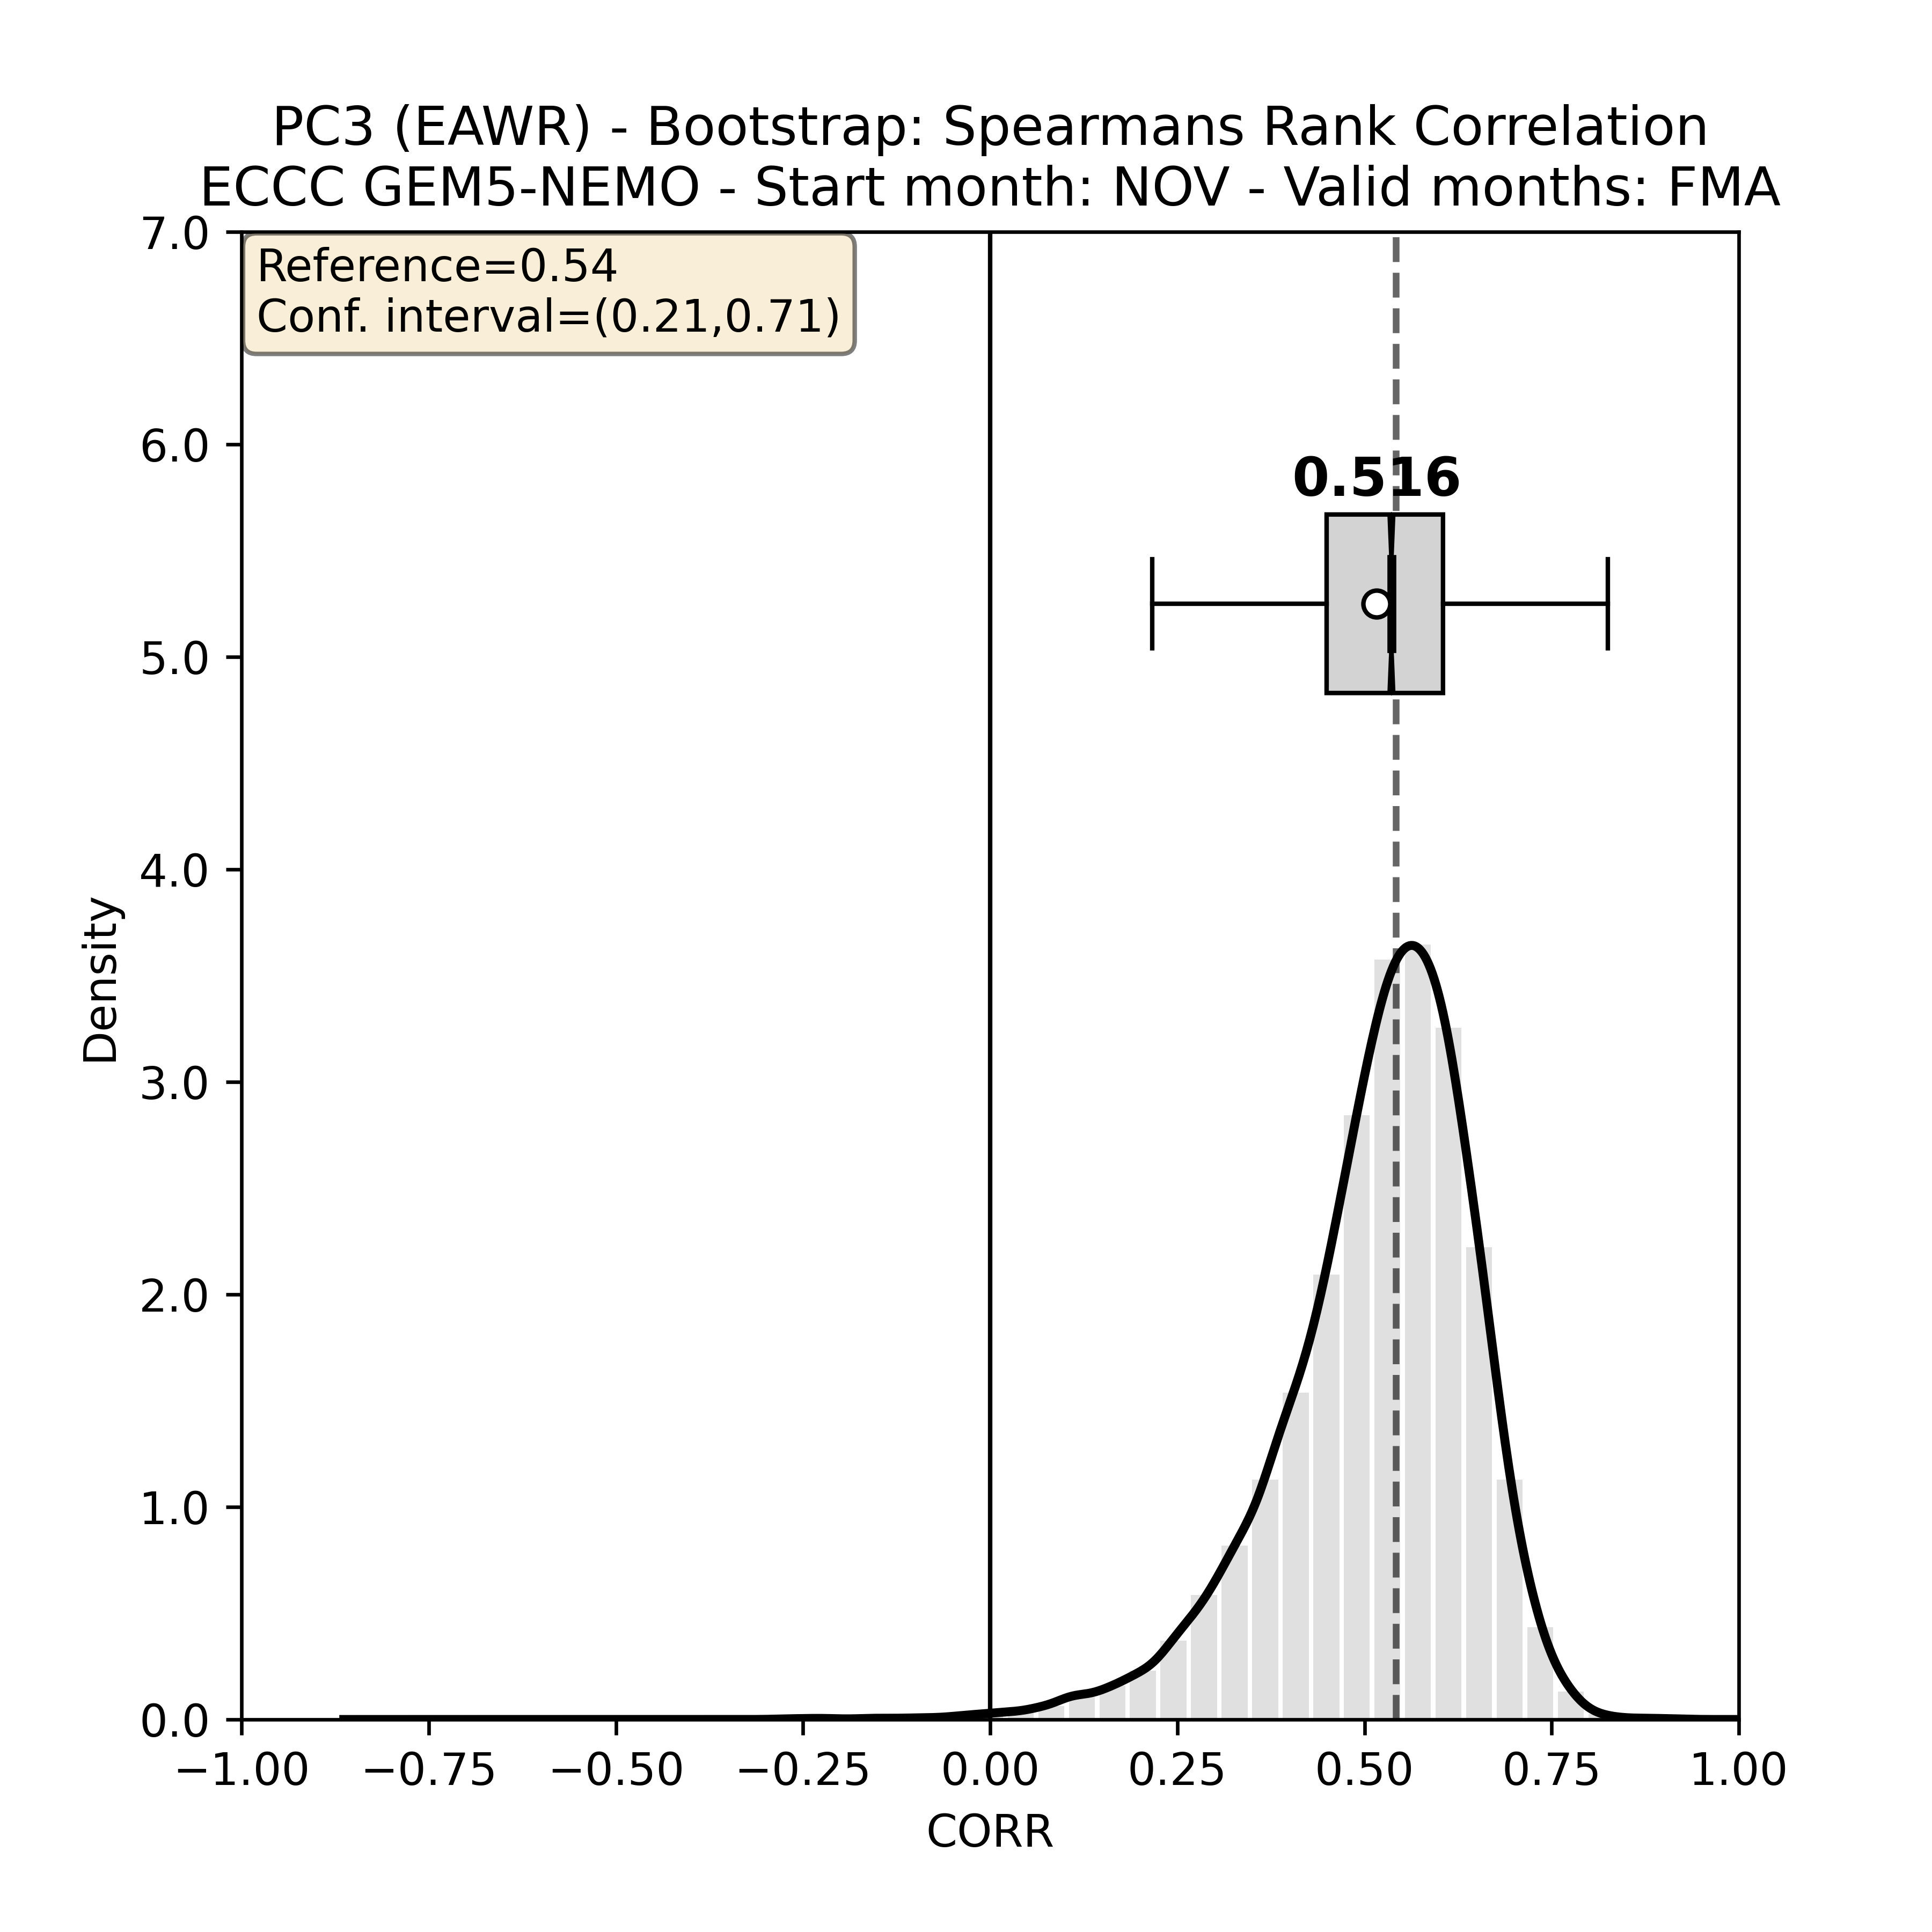 PC3 (EAWR) - Bootstrap: Spearmans Rank Correlation
ECCC GEM5-NEMO - Start month: NOV - Valid months: FMA
7.0
Reference=0.54
Conf. interval=(0.21,0.71)
6.0
0.516
5.0
4.0
Density
3.0
2.0
1.0
0.0
−1.00 −0.75 −0.50 −0.25 0.00 0.25 0.50 0.75 1.00
CORR